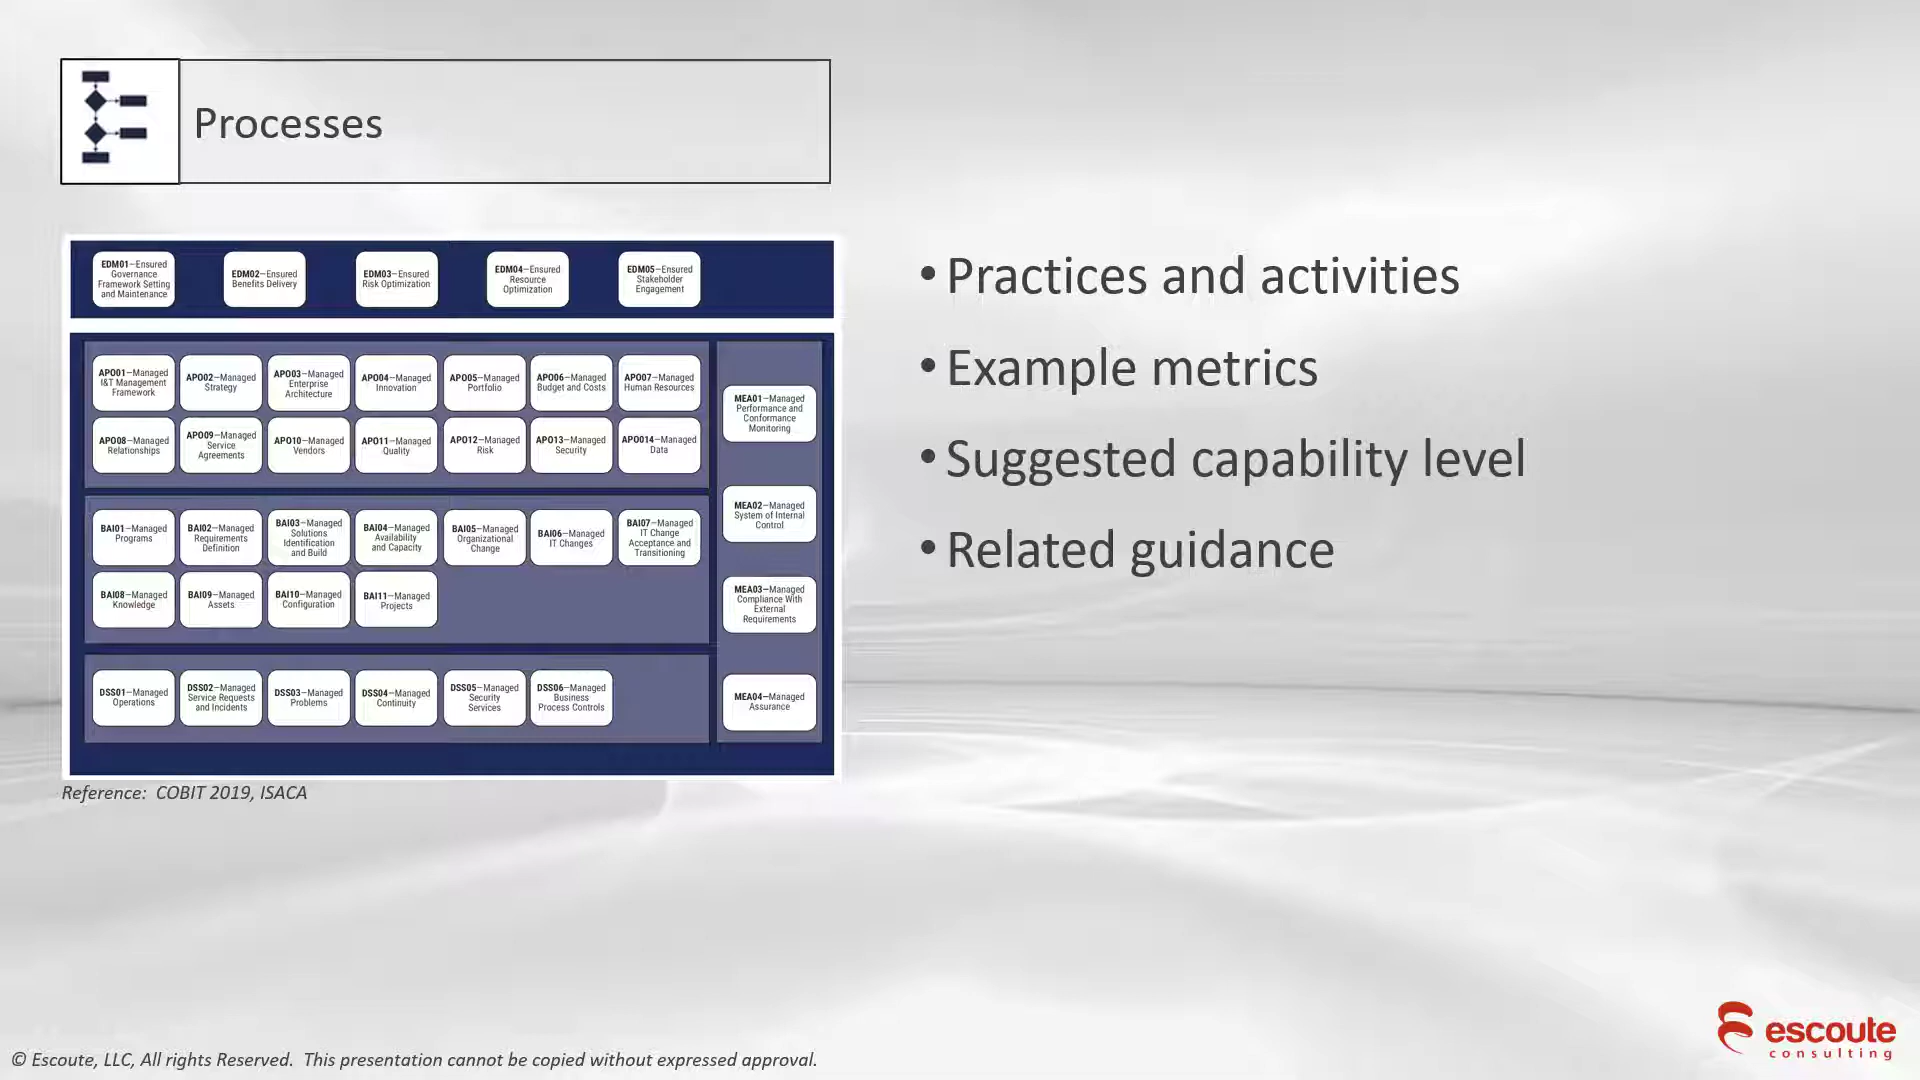 Processes
EDM01—Ensured
Governance
Framework Setting
and Maintenance
EDM02—Ensured
Benefits Delivery
EDM03—Ensured
Risk Optimization
EDM04—Ensured
Resource
Optimization
EDM05—Ensured
Stakeholder
Engagement
APO01—Managed
I&T Management
Framework
APO02—Managed
Strategy
APO03—Managed
Enterprise
Architecture
APO04—Managed
Innovation
APO05—Managed
Portfolio
APO06—Managed
Budget and Costs
APO07—Managed
Human Resources
APO08—Managed
Relationships
APO09—Managed
Service
Agreements
APO10—Managed
Vendors
APO11—Managed
Quality
APO12—Managed
Risk
APO13—Managed
Security
APO014—Managed
Data
BAI01—Managed
Programs
BAI02—Managed
Requirements
Definition
BAI03—Managed
Solutions
Identification
and Build
BAI04—Managed
Availability
and Capacity
BAI05—Managed
Organizational
Change
BAI06—Managed
IT Changes
BAI07—Managed
IT Change
Acceptance and
Transitioning
BAI08—Managed
Knowledge
BAI09—Managed
Assets
BAI10—Managed
Configuration
BAI11—Managed
Projects
DSS01—Managed
Operations
DSS02—Managed
Service Requests
and Incidents
DSS03—Managed
Problems
DSS04—Managed
Continuity
DSS05—Managed
Security
Services
DSS06—Managed
Business
Process Controls
MEA01—Managed
Performance and
Conformance
Monitoring
MEA02—Managed
System of Internal
Control
MEA03—Managed
Compliance With
External
Requirements
MEA04—Managed
Assurance
Reference: COBIT 2019, ISACA
• Practices and activities
• Example metrics
• Suggested capability level
• Related guidance
© Escoute, LLC, All rights Reserved. This presentation cannot be copied without expressed approval.
escoute
consulting